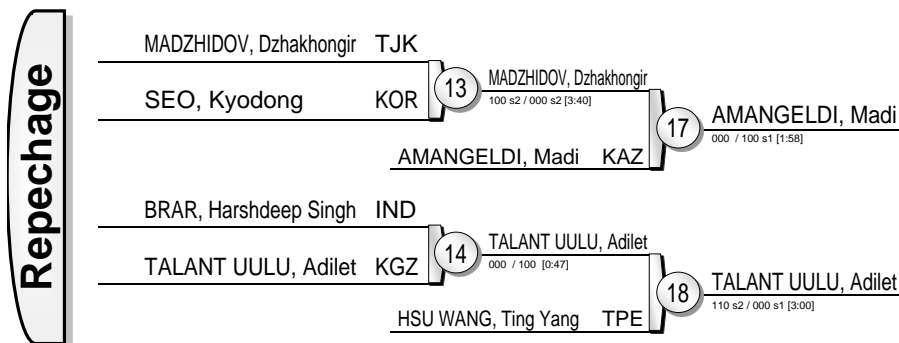 Repechage
MADZHIDOV, Dzhakhongir TJK
SEO, Kyodong KOR
13
MADZHIDOV, Dzhakhongir
100 s2 / 000 s2 [3:40]
AMANGELDI, Madi KAZ
17
AMANGELDI, Madi
000 / 100 s1 [1:58]
BRAR, Harshdeep Singh IND
TALANT UULU, Adilet KGZ
14
TALANT UULU, Adilet
000 / 100 [0:47]
HSU WANG, Ting Yang TPE
18
TALANT UULU, Adilet
110 s2 / 000 s1 [3:00]